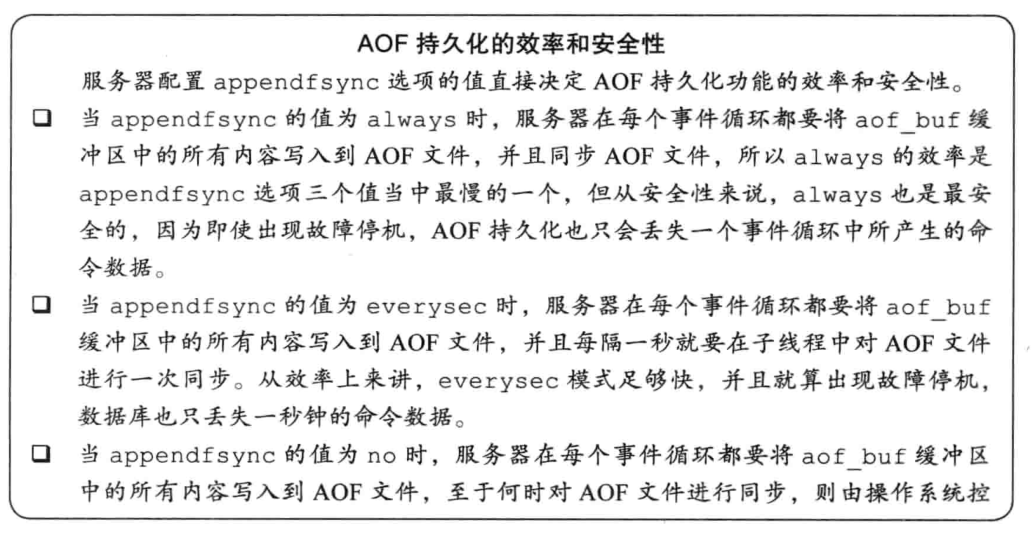 AOF 持久化的效率和安全性
服务器配置 appendfsync 选项的值直接决定 AOF 持久化功能的效率和安全性。
❑ 当 appendfsync 的值为 always 时，服务器在每个事件循环都要将 aof_buf 缓
冲区中的所有内容写入到 AOF 文件，并且同步 AOF 文件，所以 always 的效率是
appendfsync 选项三个值当中最慢的一个，但从安全性来说，always 也是最安
全的，因为即使出现故障停机，AOF 持久化也只会丢失一个事件循环中所产生的命
令数据。
❑ 当 appendfsync 的值为 everysec 时，服务器在每个事件循环都要将 aof_buf
缓冲区中的所有内容写入到 AOF 文件，并且每隔一秒就要在子线程中对 AOF 文件
进行一次同步。从效率上来讲，everysec 模式足够快，并且就算出现故障停机，
数据库也只丢失一秒钟的命令数据。
❑ 当 appendfsync 的值为 no 时，服务器在每个事件循环都要将 aof_buf 缓冲区
中的所有内容写入到 AOF 文件，至于何时对 AOF 文件进行同步，则由操作系统控